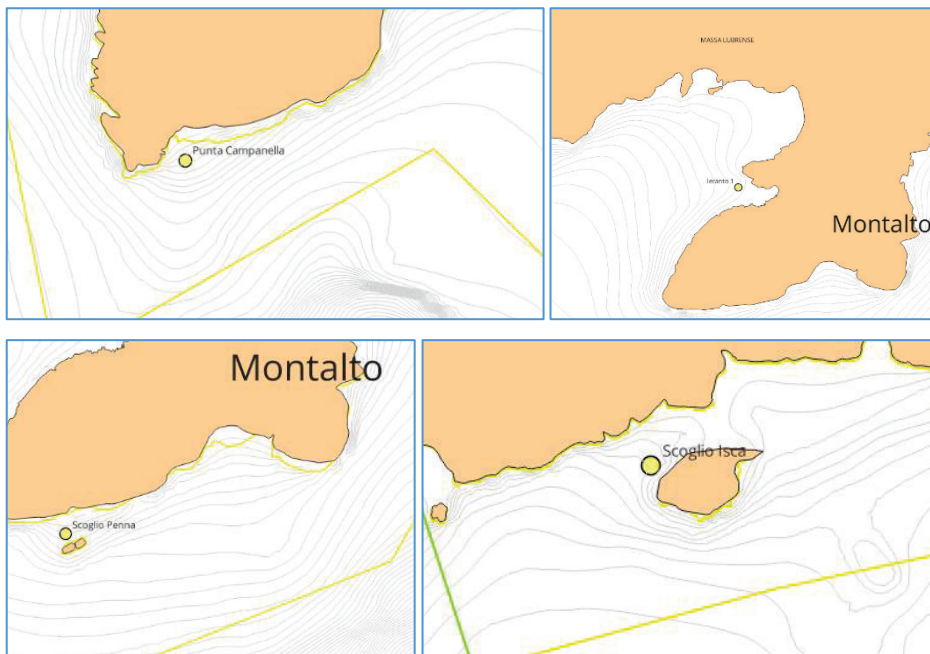 Punta Campanella
MASSA LUBRENSE
Ieranto 1
Montalto
Montalto
Scoglio Penna
Scoglio Isca